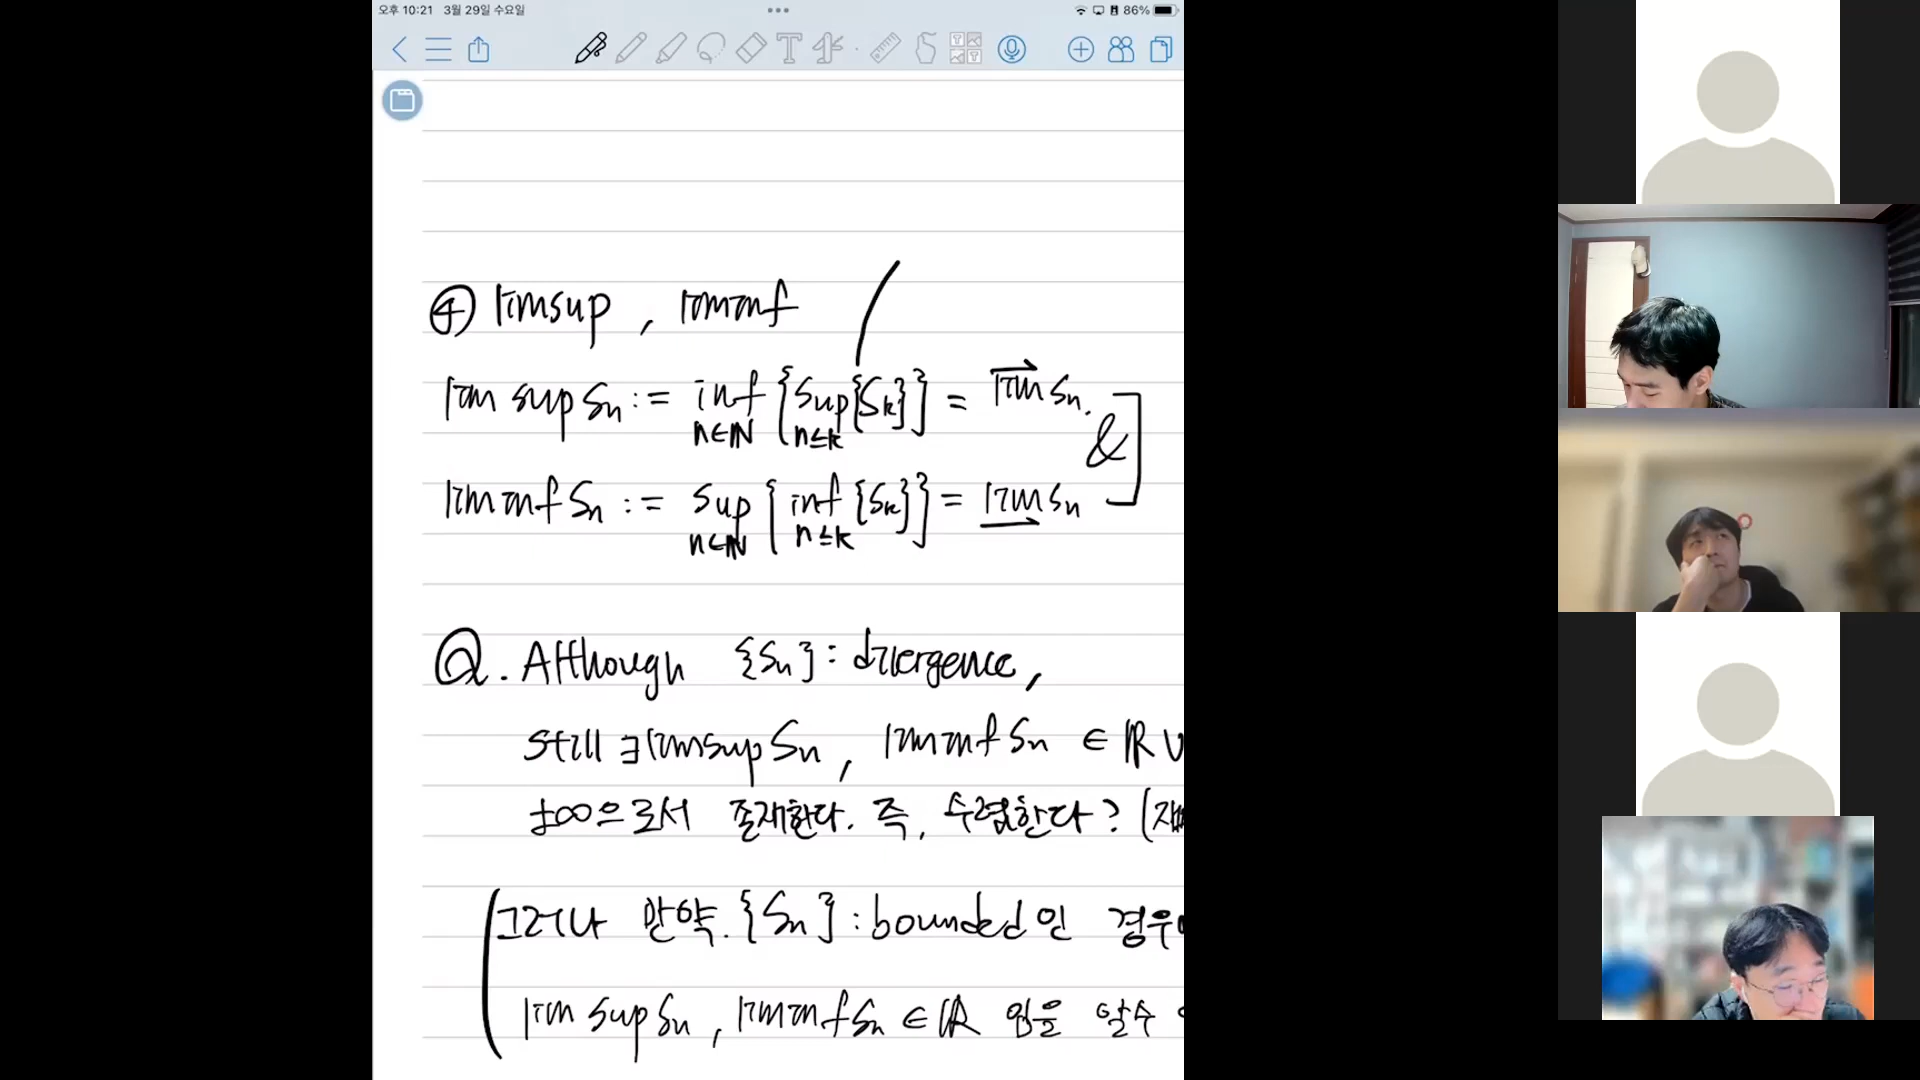 오후 10:21 3월 29일 수요일 86%
④ limsup, liminf
lim sup Sn := inf n∈ℕ {sup n≤k {Sk}} = lim Sn. &
lim inf Sn := sup n∈ℕ {inf n≤k {Sk}} = lim Sn
Q. Although {Sn} : divergence,
still ∃limsup Sn, liminf Sn ∈ ℝ ∪
±∞으로서 존재한다. 즉, 수렴한다? (
그러나 만약. {Sn} : bounded인 경우에
lim sup Sn, liminf Sn ∈ ℝ 임을 알수